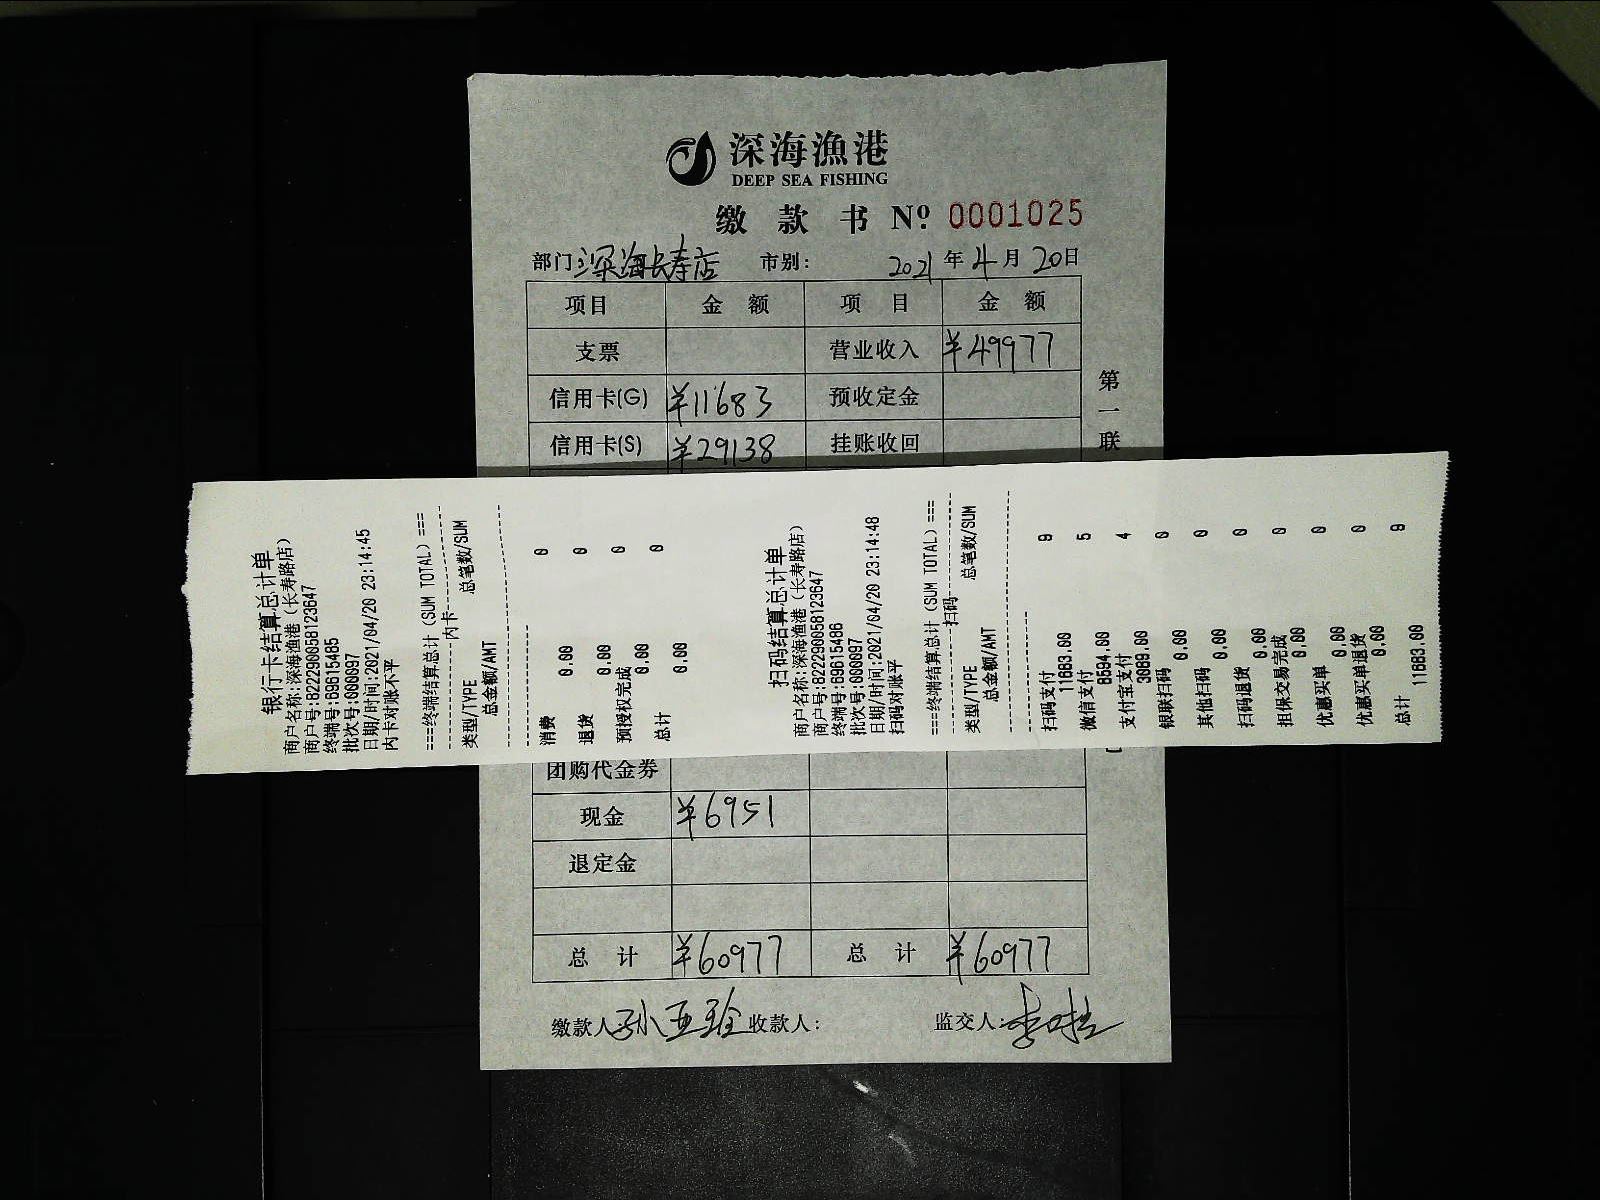 深海漁港
DEEP SEA FISHING
缴款书 Nº: 0001025
部门:深海长寿店 市别: 2021年4月20日
项目 金额 项目 金额
支票 营业收入 ¥49977
信用卡(G) ¥11683 预收定金
信用卡(S) ¥29138 挂账收回
第一联
银行卡结算总计单
商户名称:深海渔港(长寿路店)
商户号:822290058123647
终端号:69615485
批次号:000097
日期/时间:2021/04/20 23:14:45
内卡对账不平
===终端结算总计(SUM TOTAL)===
内卡
类型/TYPE 总笔数/SUM
总金额/AMT
消费 0
0.00
退货 0
0.00
预授权完成 0
0.00
总计 0
0.00
扫码结算总计单
商户名称:深海渔港(长寿路店)
商户号:822290058123647
终端号:69615486
批次号:000097
日期/时间:2021/04/20 23:14:48
扫码对账平
===终端结算总计(SUM TOTAL)===
扫码
类型/TYPE 总笔数/SUM
总金额/AMT
扫码支付 9
11683.00
微信支付 5
8594.00
支付宝支付 4
3089.00
银联扫码 0
0.00
其他扫码 0
0.00
扫码退货 0
0.00
担保交易完成 0
0.00
优惠买单 0
0.00
优惠买单退货 0
0.00
总计 9
11683.00
团购代金券
现金 ¥6951
退定金
总计 ¥60977 总计 ¥60977
缴款人:孙亚 收款人: 监交人:李